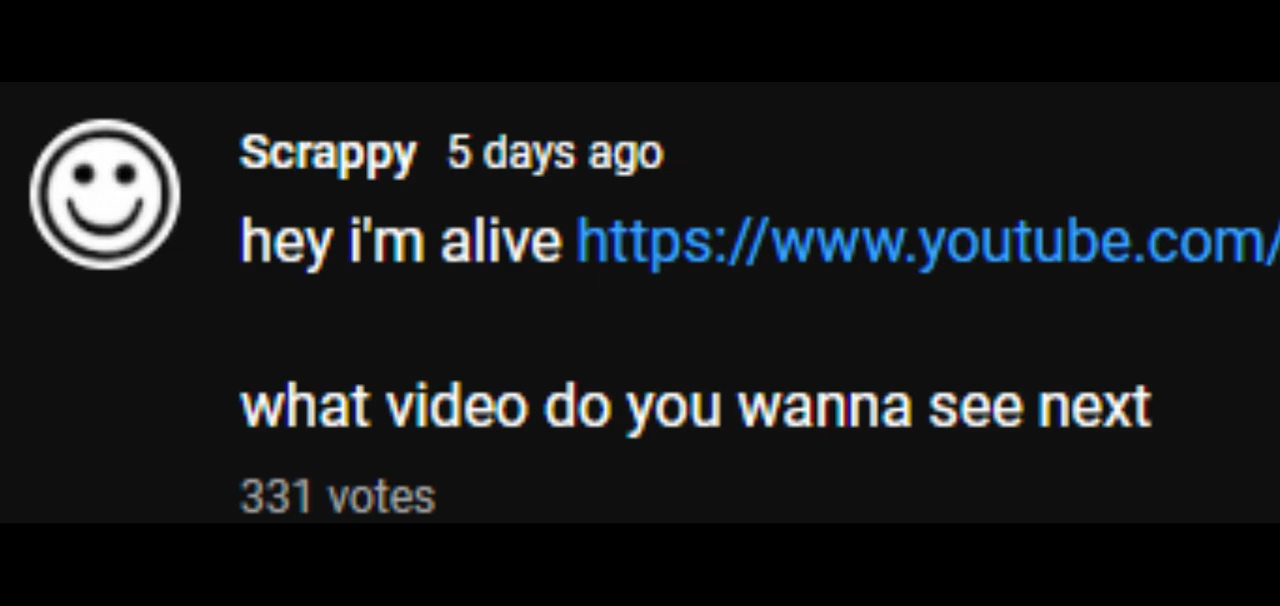 Scrappy 5 days ago
hey i'm alive https://www.youtube.com/
what video do you wanna see next
331 votes